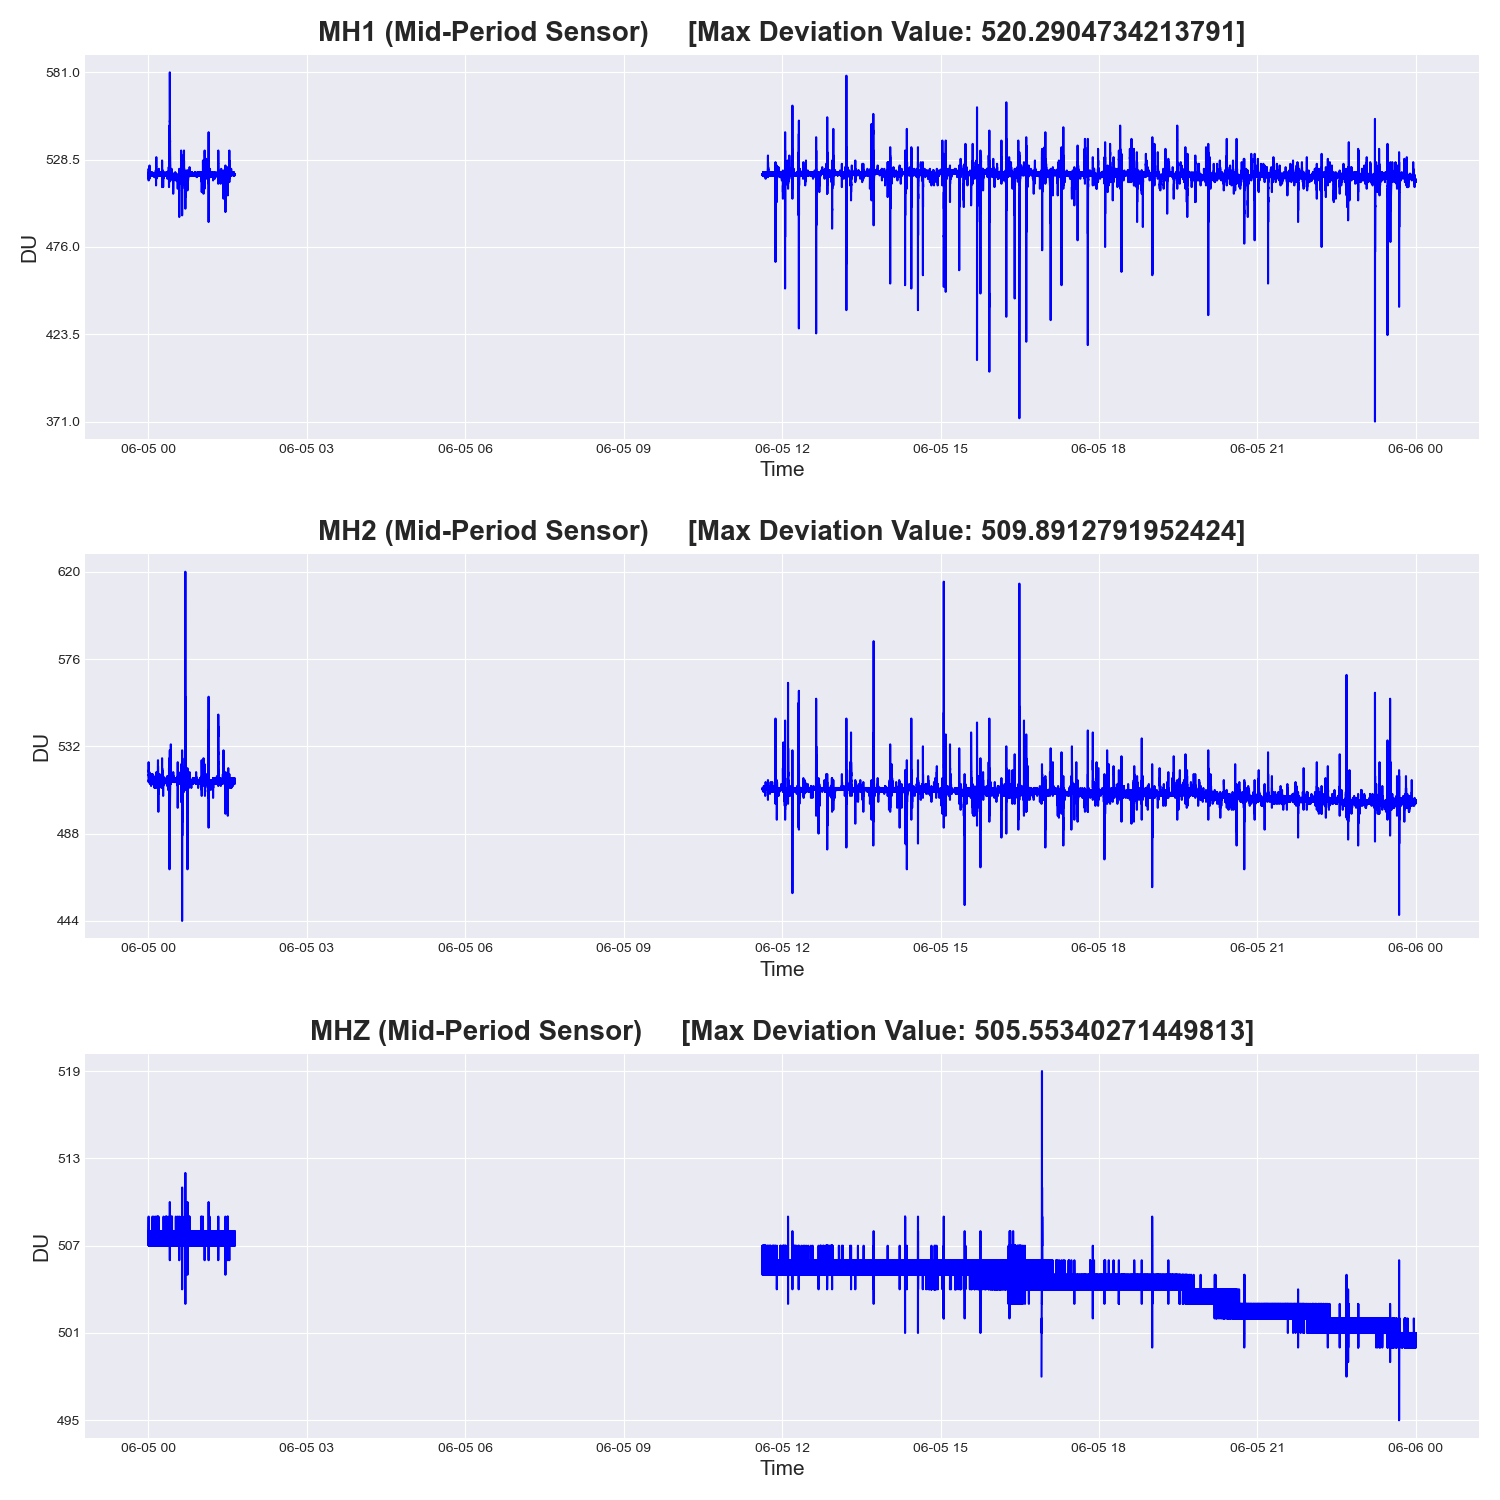 MH1 (Mid-Period Sensor) [Max Deviation Value: 520.2904734213791]
581.0
528.5
476.0
423.5
371.0
DU
06-05 00 06-05 03 06-05 06 06-05 09 06-05 12 06-05 15 06-05 18 06-05 21 06-06 00
Time
MH2 (Mid-Period Sensor) [Max Deviation Value: 509.8912791952424]
620
576
532
488
444
DU
06-05 00 06-05 03 06-05 06 06-05 09 06-05 12 06-05 15 06-05 18 06-05 21 06-06 00
Time
MHZ (Mid-Period Sensor) [Max Deviation Value: 505.55340271449813]
519
513
507
501
495
DU
06-05 00 06-05 03 06-05 06 06-05 09 06-05 12 06-05 15 06-05 18 06-05 21 06-06 00
Time